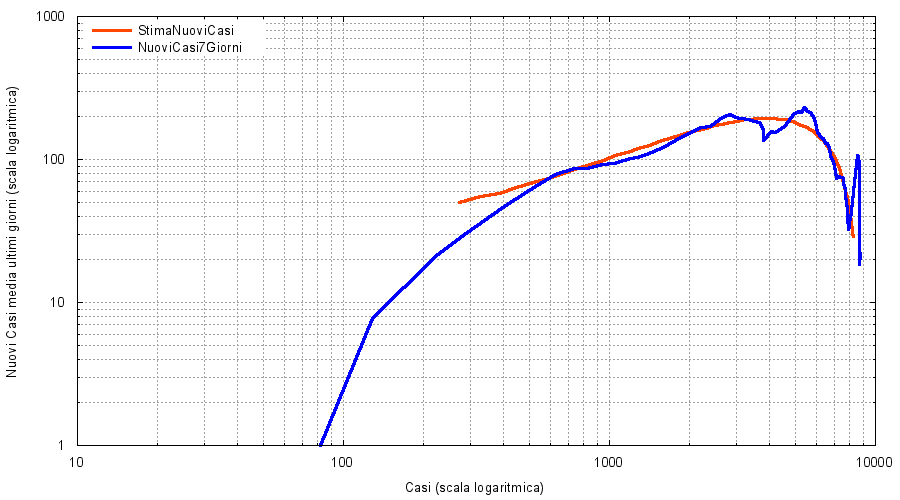 1000
StimaNuoviCasi
NuoviCasi7Giorni
100
10
1
10
100
1000
10000
Nuovi Casi media ultimi giorni (scala logaritmica)
Casi (scala logaritmica)